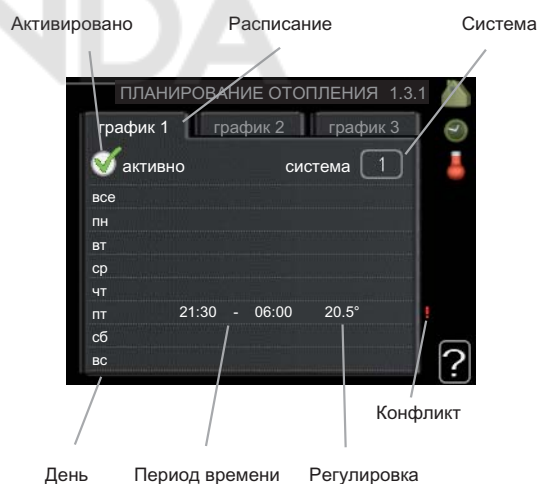 NDA
Активировано Расписание Система
ПЛАНИРОВАНИЕ ОТОПЛЕНИЯ 1.3.1
график 1 график 2 график 3
активно система 1
все
пн
вт
ср
чт
пт 21:30 - 06:00 20.5° !
сб
вс
?
Конфликт
День Период времени Регулировка